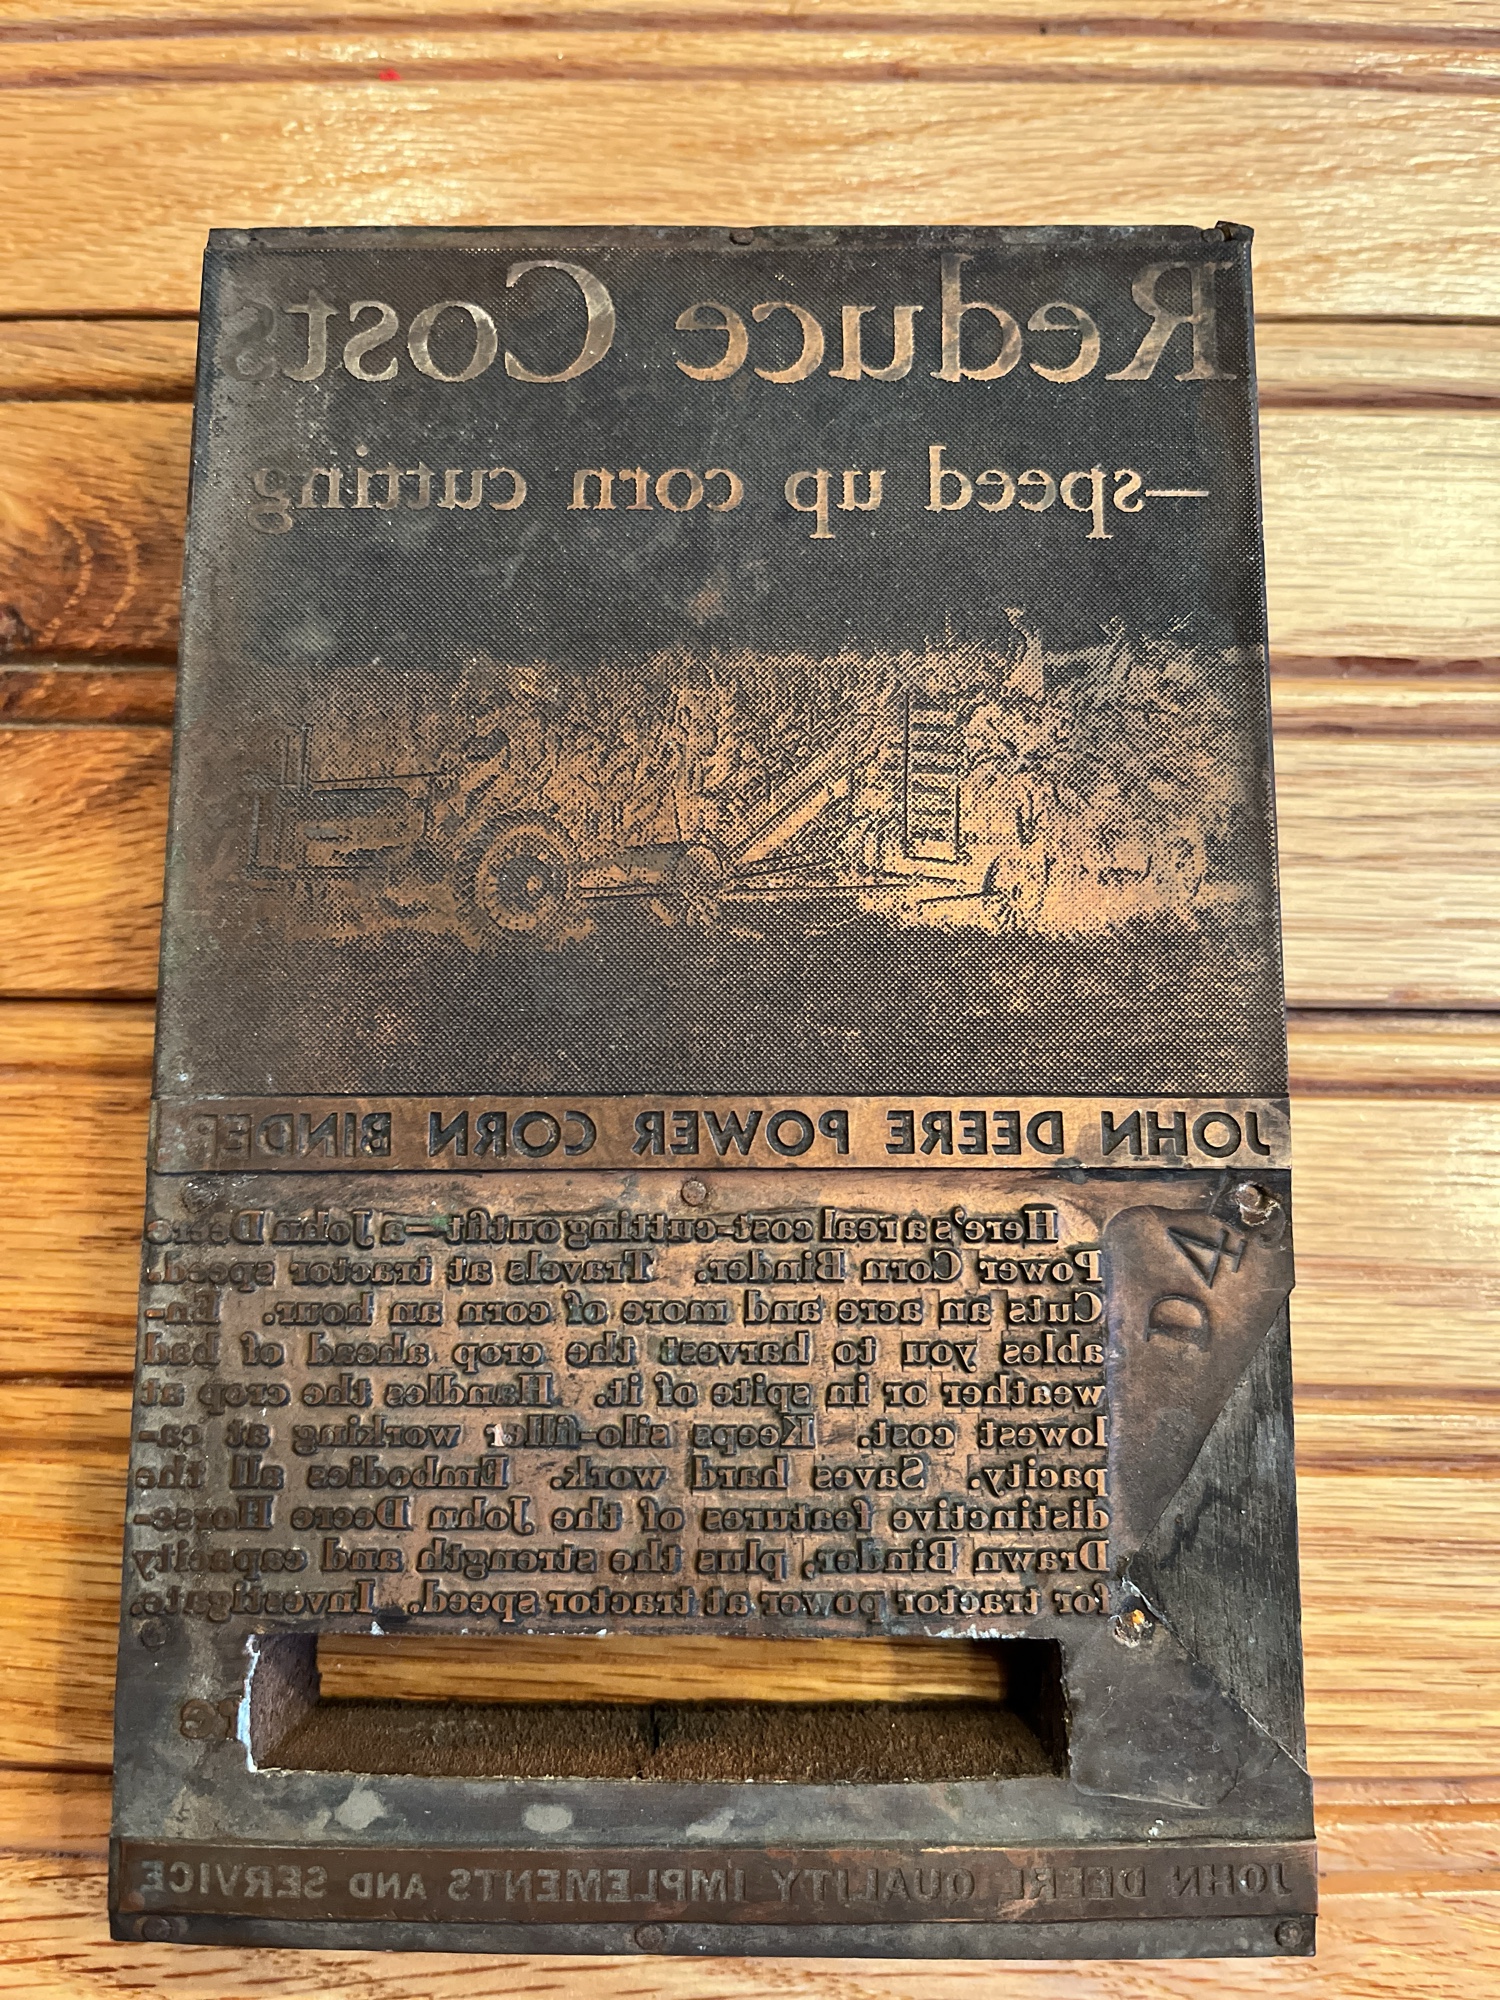 Reduce Costs
—speed up corn cutting
JOHN DEERE POWER CORN BINDER
D4
Here's a real cost-cutting outfit—a John Deere
Power Corn Binder. Travels at tractor speed.
Cuts an acre and more of corn an hour. En-
ables you to harvest the crop ahead of bad
weather or in spite of it. Handles the crop at
lowest cost. Keeps silo-filler working at ca-
pacity. Saves hard work. Embodies all the
distinctive features of the John Deere Horse-
Drawn Binder, plus the strength and capacity
for tractor power at tractor speed. Investigate.
JOHN DEERE QUALITY IMPLEMENTS AND SERVICE